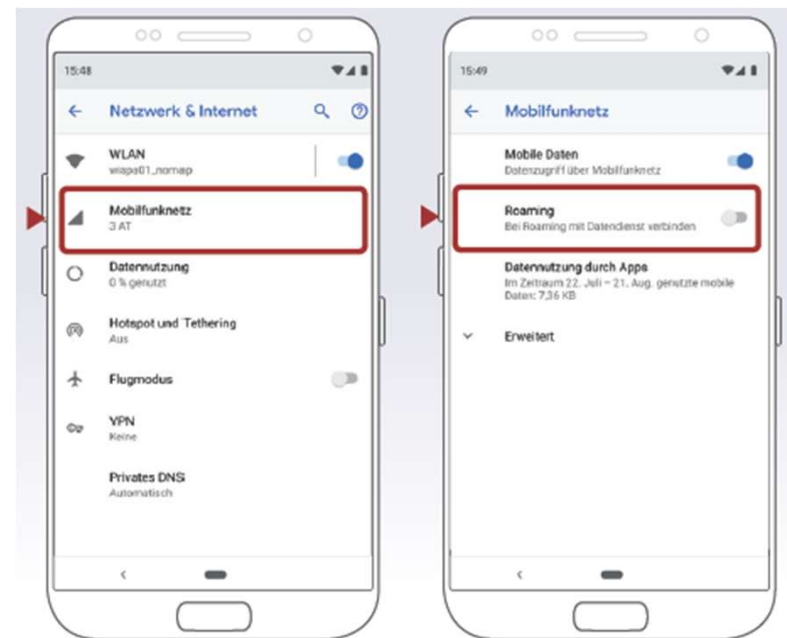 15:48
Netzwerk & Internet
WLAN
wispa01_nomap
Mobilfunknetz
3 AT
Datennutzung
0 % genutzt
Hotspot und Tethering
Aus
Flugmodus
VPN
Keine
Privates DNS
Automatisch
15:49
Mobilfunknetz
Mobile Daten
Datenzugriff über Mobilfunknetz
Roaming
Bei Roaming mit Datendienst verbinden
Datennutzung durch Apps
Im Zeitraum 22. Juli – 21. Aug. genutzte mobile
Daten: 7,36 KB
Erweitert